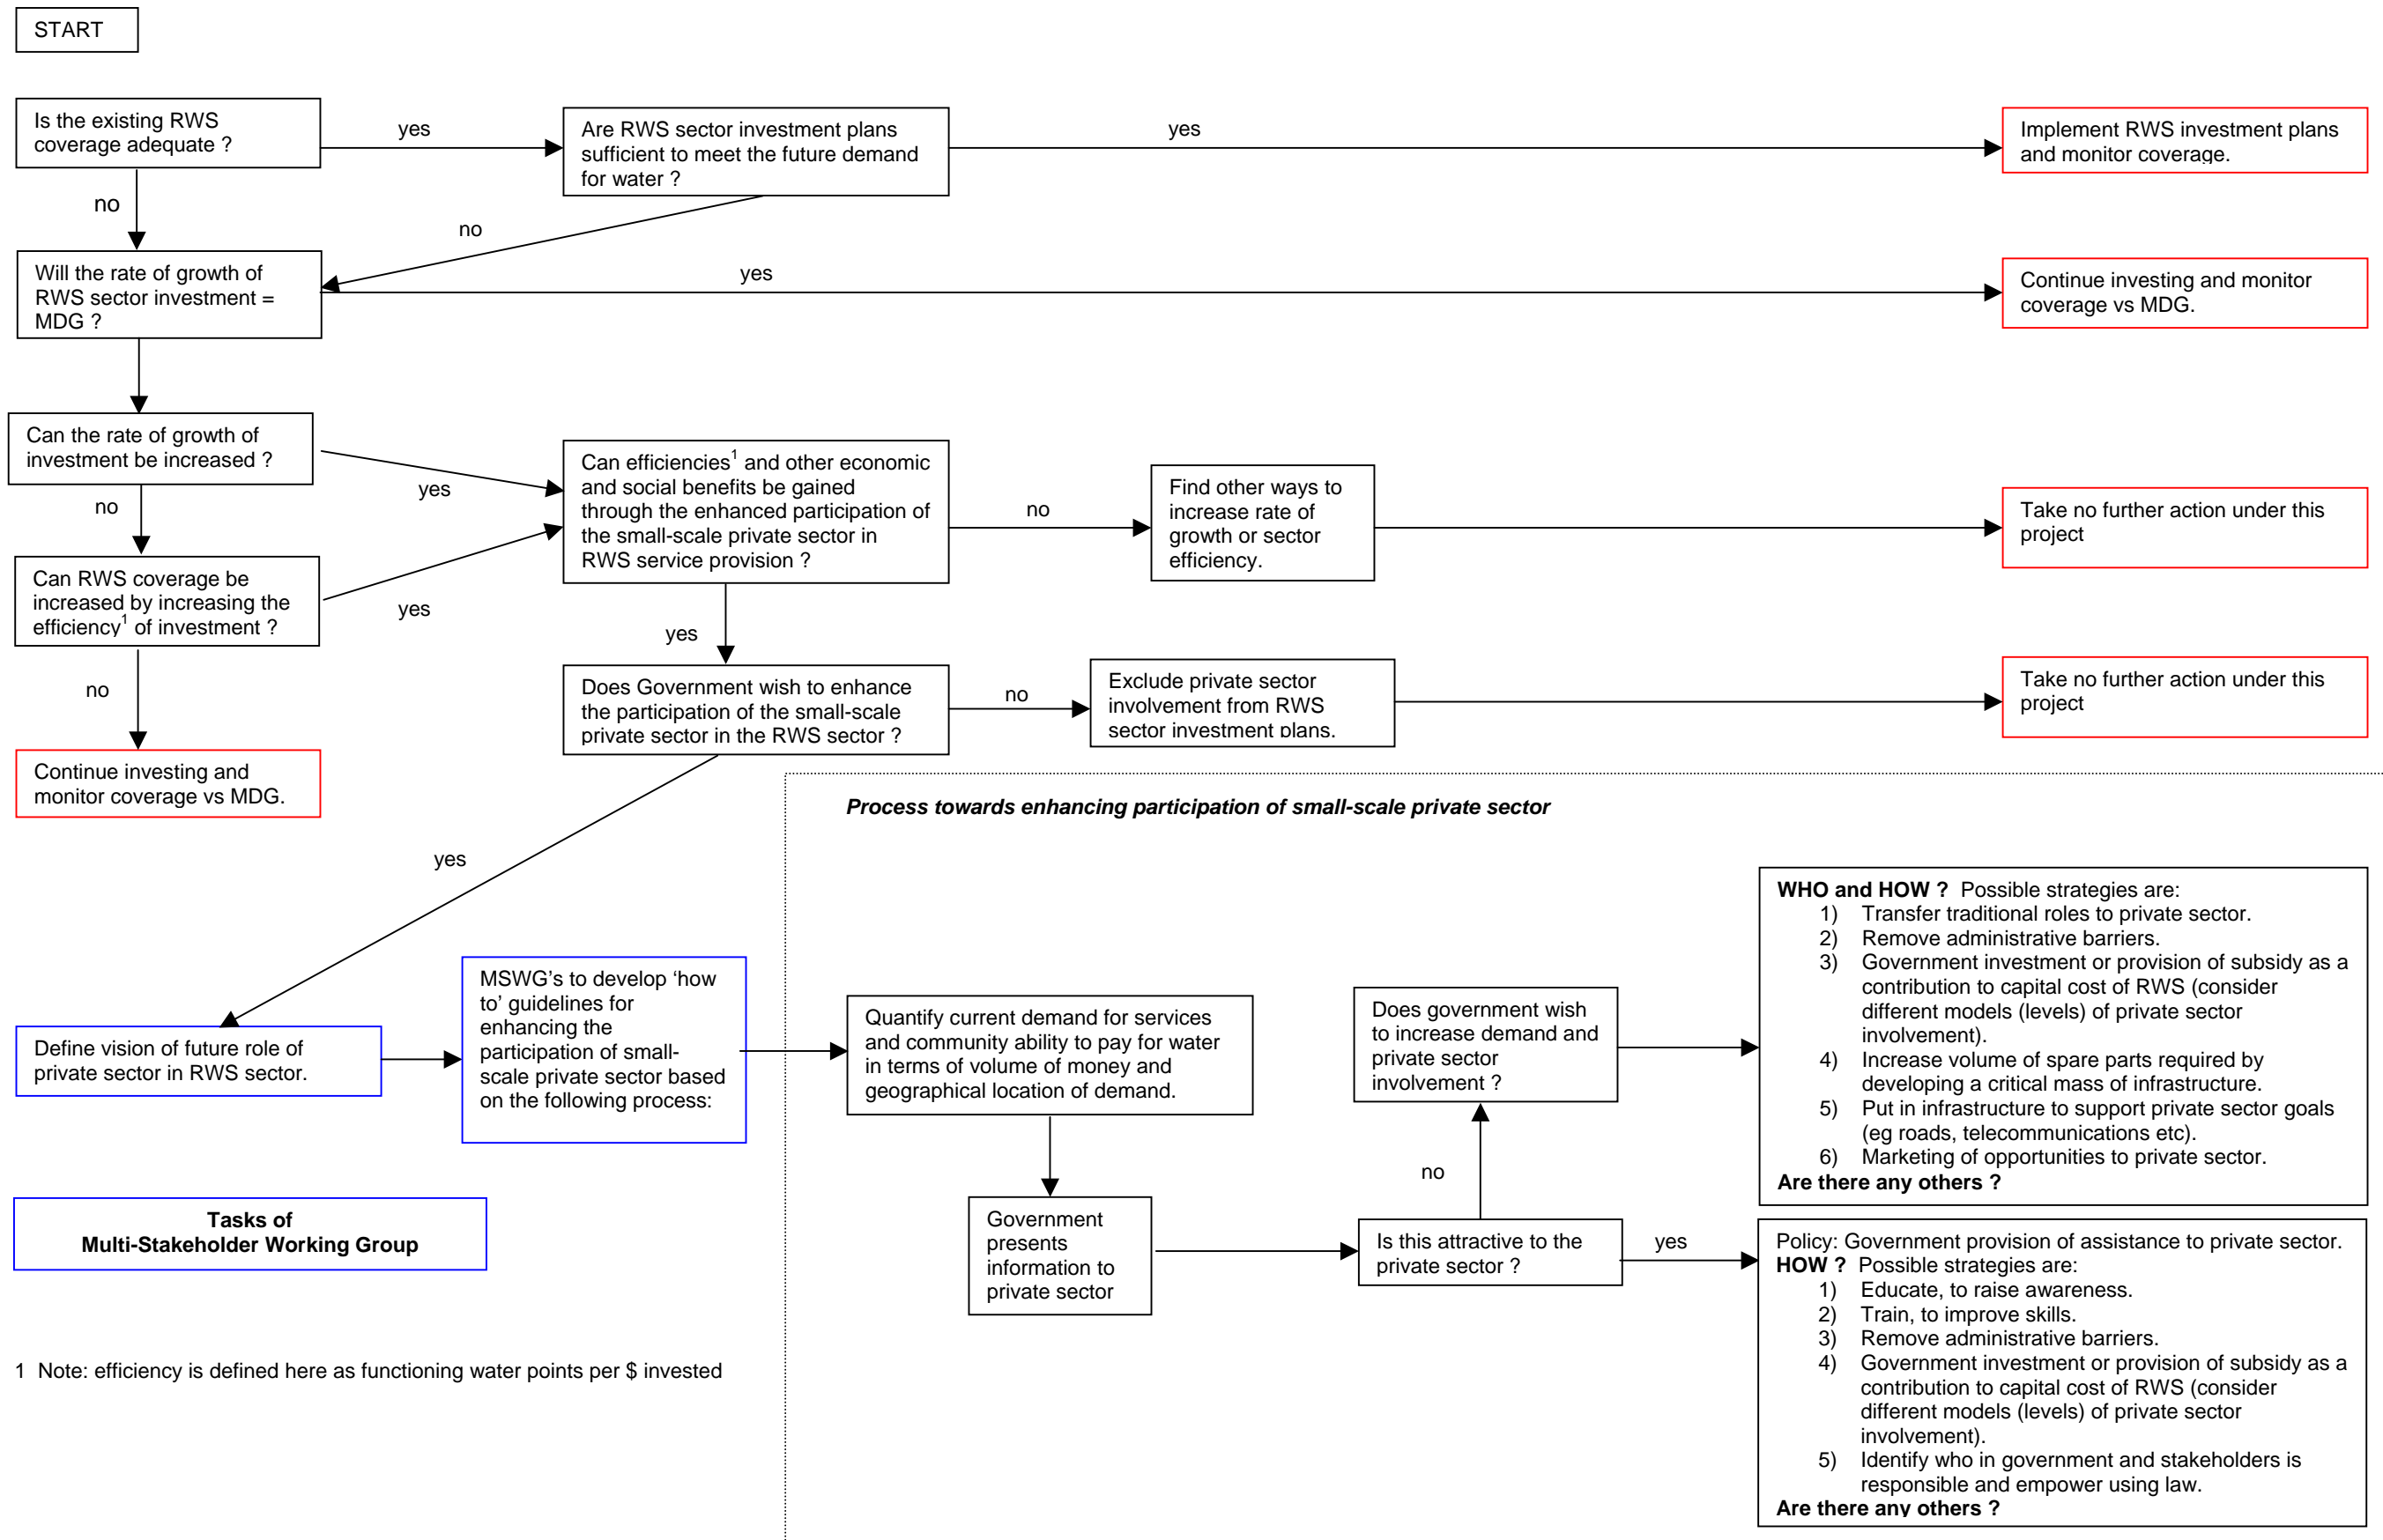 START
Is the existing RWS
coverage adequate ?
yes
Are RWS sector investment plans
sufficient to meet the future demand
for water ?
yes
Implement RWS investment plans
and monitor coverage.
no
no
Will the rate of growth of
RWS sector investment =
MDG ?
yes
Continue investing and monitor
coverage vs MDG.
Can the rate of growth of
investment be increased ?
yes
no
Can efficiencies1 and other economic
and social benefits be gained
through the enhanced participation of
the small-scale private sector in
RWS service provision ?
no
Find other ways to
increase rate of
growth or sector
efficiency.
Take no further action under this
project
Can RWS coverage be
increased by increasing the
efficiency1 of investment ?
yes
yes
no
Does Government wish to enhance
the participation of the small-scale
private sector in the RWS sector ?
no
Exclude private sector
involvement from RWS
sector investment plans.
Take no further action under this
project
Continue investing and
monitor coverage vs MDG.
yes
Process towards enhancing participation of small-scale private sector
Define vision of future role of
private sector in RWS sector.
MSWG's to develop ‘how
to’ guidelines for
enhancing the
participation of small-
scale private sector based
on the following process:
Quantify current demand for services
and community ability to pay for water
in terms of volume of money and
geographical location of demand.
Does government wish
to increase demand and
private sector
involvement ?
WHO and HOW ? Possible strategies are:
1) Transfer traditional roles to private sector.
2) Remove administrative barriers.
3) Government investment or provision of subsidy as a
contribution to capital cost of RWS (consider
different models (levels) of private sector
involvement).
4) Increase volume of spare parts required by
developing a critical mass of infrastructure.
5) Put in infrastructure to support private sector goals
(eg roads, telecommunications etc).
6) Marketing of opportunities to private sector.
Are there any others ?
no
Tasks of
Multi-Stakeholder Working Group
Government
presents
information to
private sector
Is this attractive to the
private sector ?
yes
Policy: Government provision of assistance to private sector.
HOW ? Possible strategies are:
1) Educate, to raise awareness.
2) Train, to improve skills.
3) Remove administrative barriers.
4) Government investment or provision of subsidy as a
contribution to capital cost of RWS (consider
different models (levels) of private sector
involvement).
5) Identify who in government and stakeholders is
responsible and empower using law.
Are there any others ?
1 Note: efficiency is defined here as functioning water points per $ invested